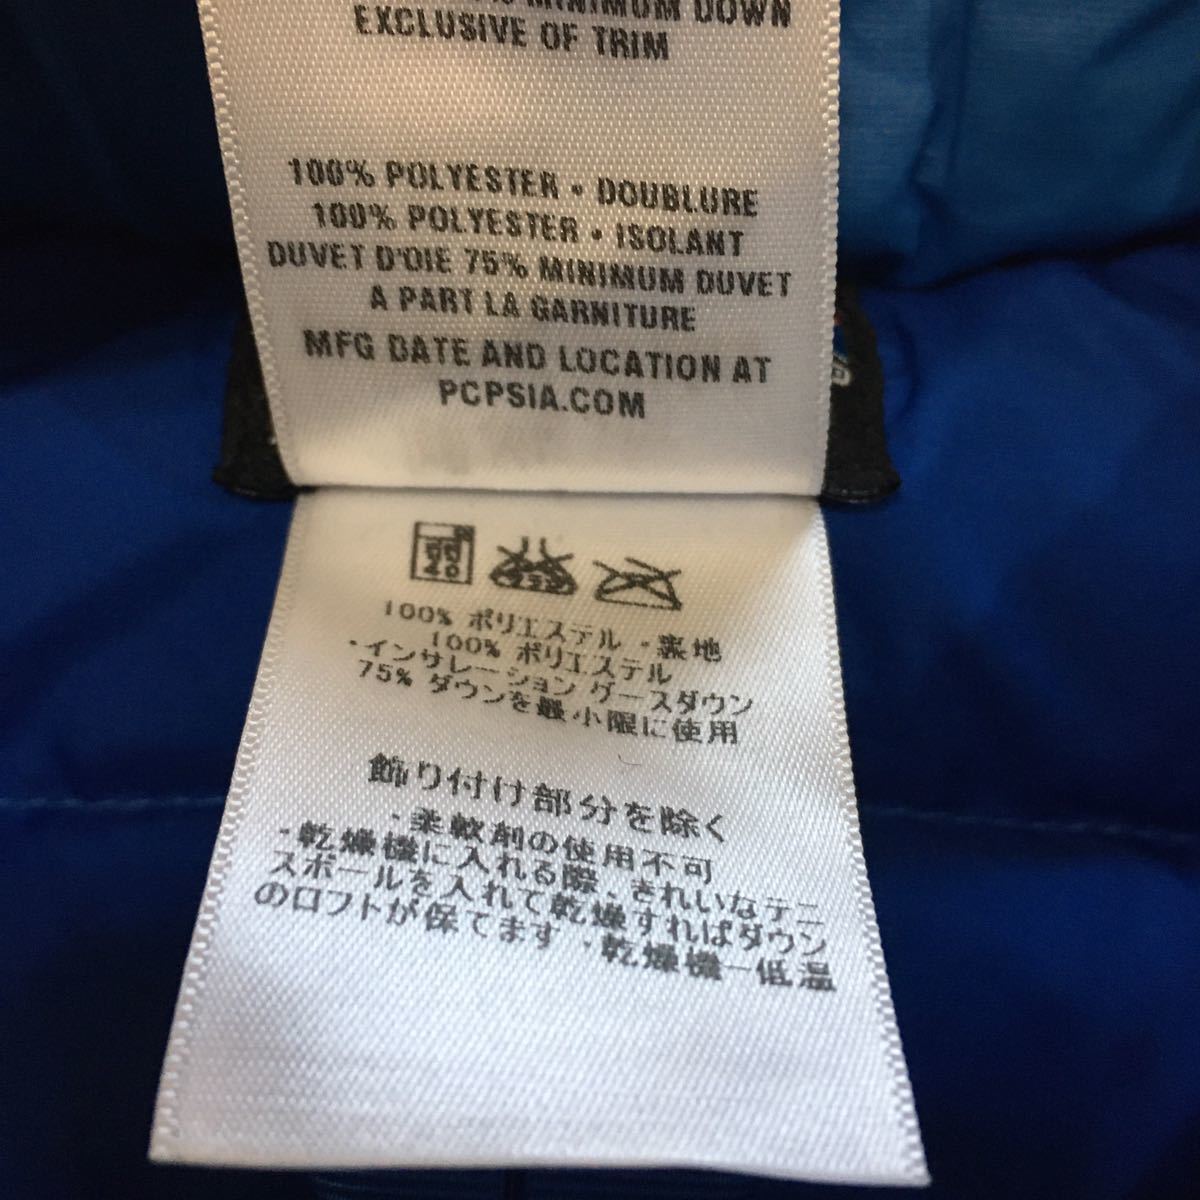 MINIMUM DOWN
EXCLUSIVE OF TRIM
100% POLYESTER • DOUBLURE
100% POLYESTER • ISOLANT
DUVET D'OIE 75% MINIMUM DUVET
A PART LA GARNITURE
MFG DATE AND LOCATION AT
PCPSIA.COM
40
100% ポリエステル ・裏地
100% ポリエステル
・インサレーション グースダウン
75% ダウンを最小限に使用
飾り付け部分を除く
・柔軟剤の使用不可
・乾燥機に入れる際、きれいなテニ
スボールを入れて乾燥すればダウン
のロフトが保てます ・乾燥機ー低温